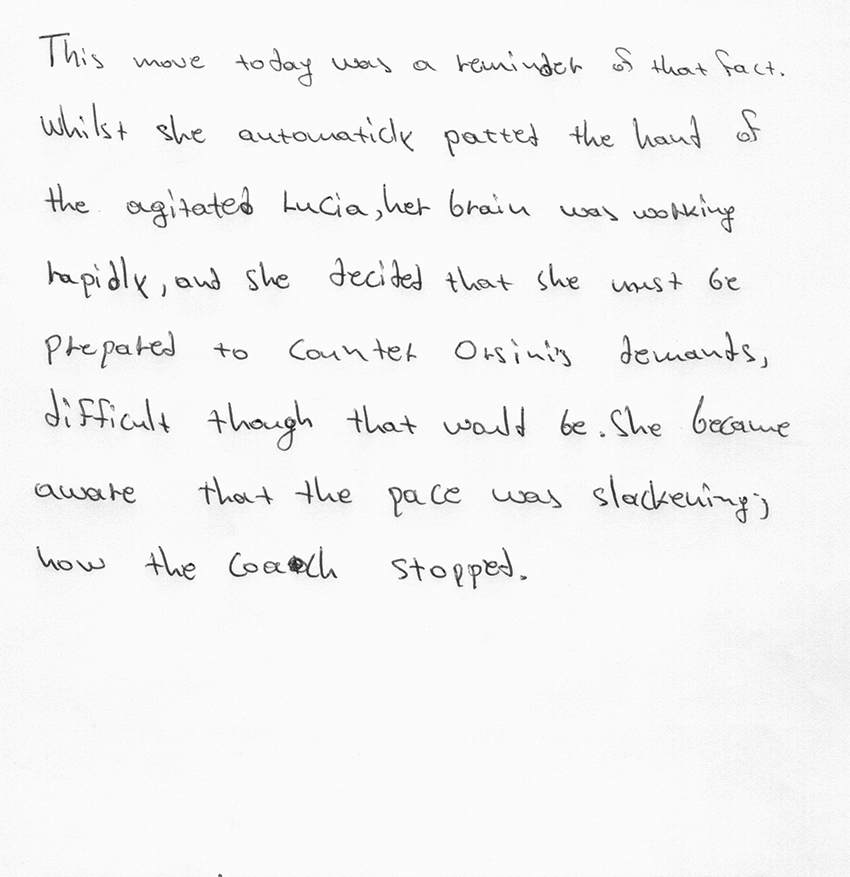 This move today was a reminder of that fact.
Whilst she automaticly patted the hand of
the agitated Lucia, her brain was working
rapidly, and she decided that she must be
prepared to counter Orsini's demands,
difficult though that would be. She became
aware that the pace was slackening;
now the coach stopped.